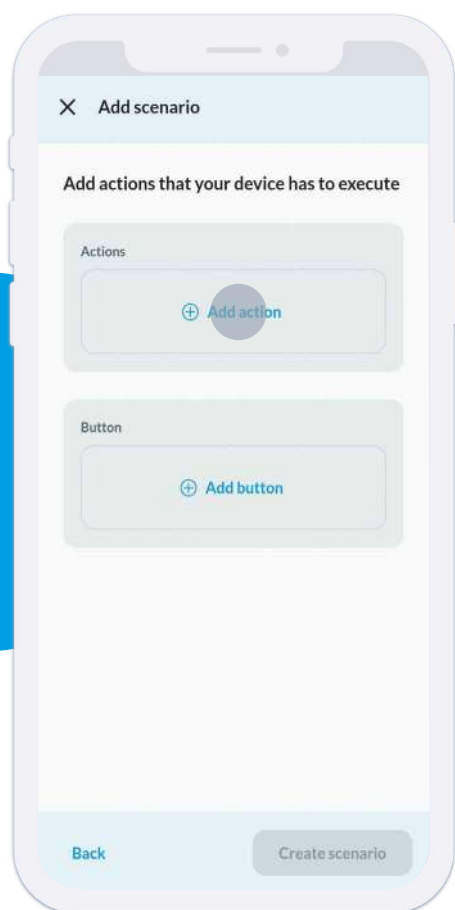 Add scenario
Add actions that your device has to execute
Actions
Add action
Button
Add button
Back
Create scenario